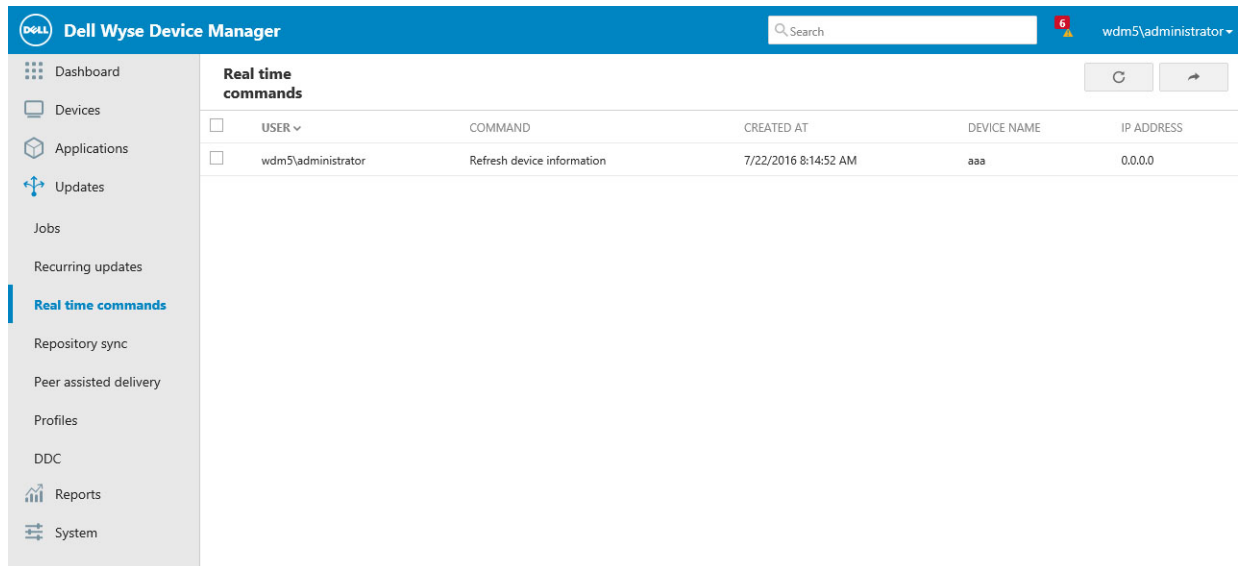 DELL
Dell Wyse Device Manager
Search
6
wdm5\administrator
Dashboard
Devices
Applications
Updates
Jobs
Recurring updates
Real time commands
Repository sync
Peer assisted delivery
Profiles
DDC
Reports
System
Real time
commands
USER COMMAND CREATED AT DEVICE NAME IP ADDRESS
wdm5\administrator Refresh device information 7/22/2016 8:14:52 AM aaa 0.0.0.0